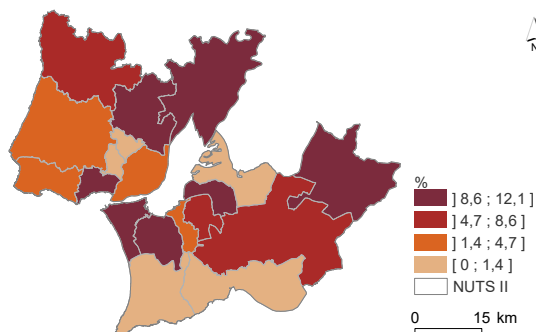 N
%
] 8,6 ; 12,1 ]
] 4,7 ; 8,6 ]
] 1,4 ; 4,7 ]
[ 0 ; 1,4 ]
NUTS II
0 15 km